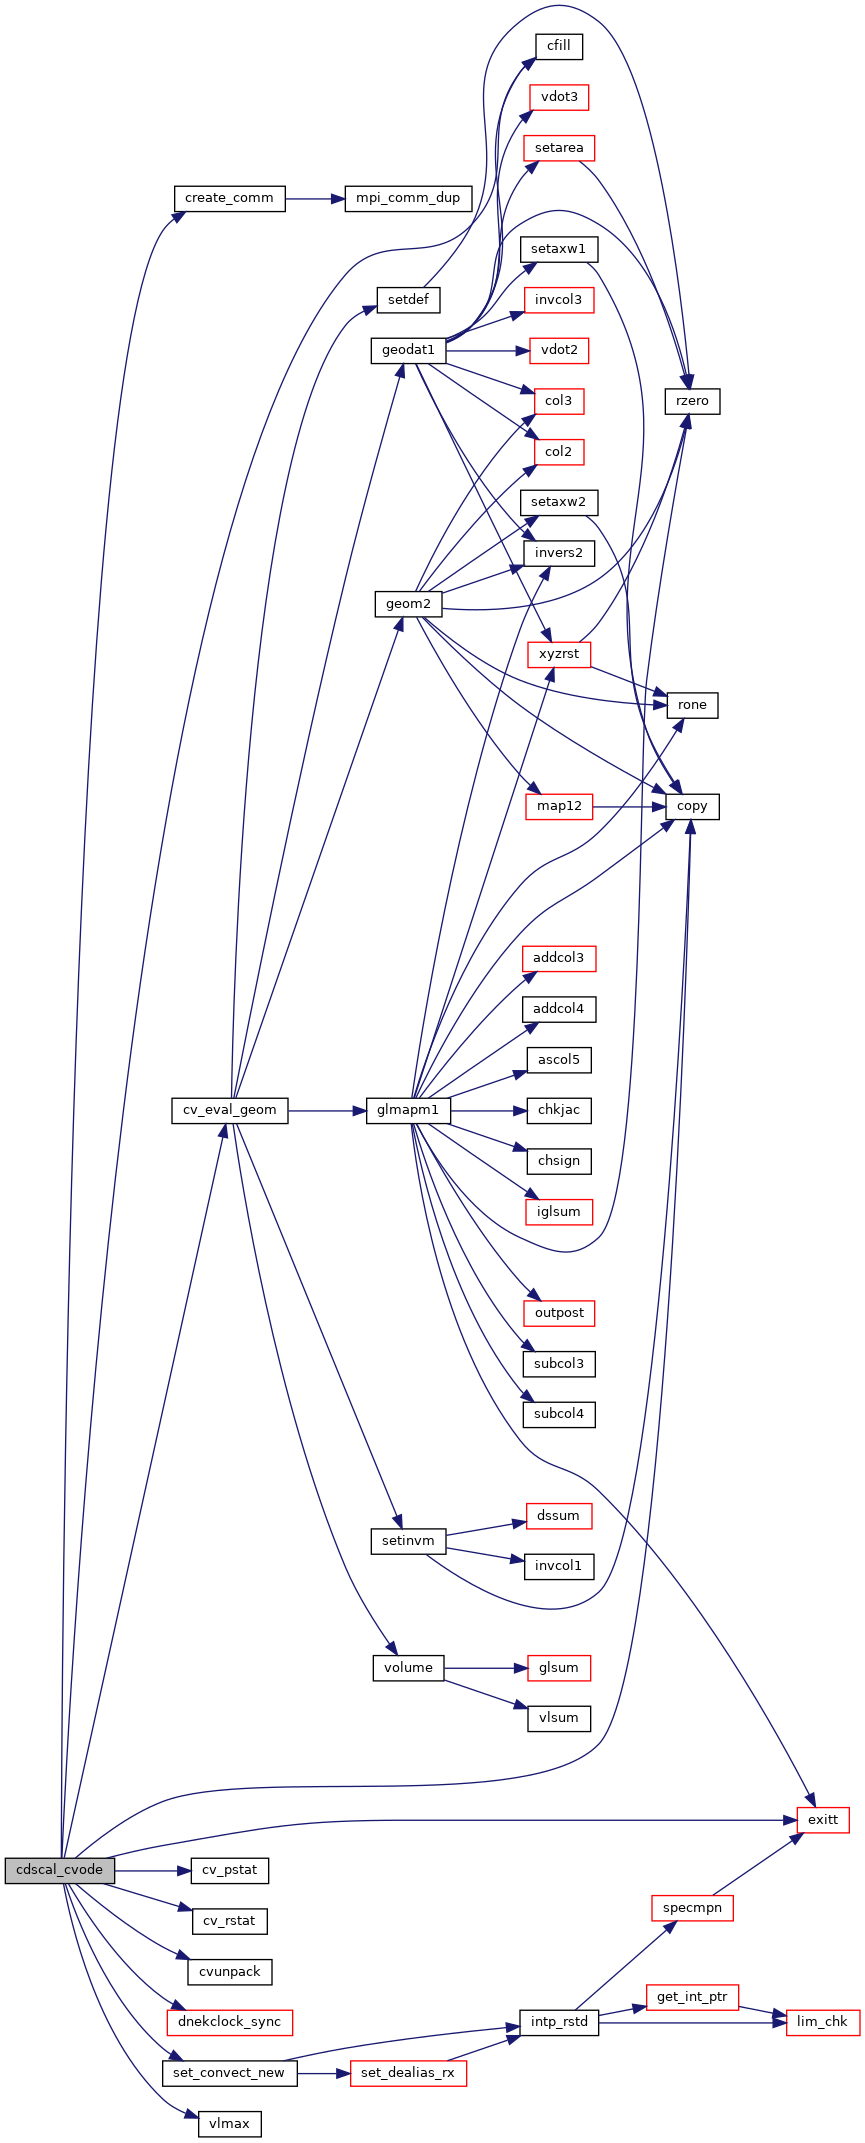 cfill
vdot3
setarea
create_comm
mpi_comm_dup
setaxw1
setdef
invcol3
geodat1
vdot2
col3
rzero
col2
setaxw2
invers2
geom2
xyzrst
rone
map12
copy
addcol3
addcol4
ascol5
cv_eval_geom
glmapm1
chkjac
chsign
iglsum
outpost
subcol3
subcol4
dssum
setinvm
invcol1
volume
glsum
vlsum
exitt
cdscal_cvode
cv_pstat
specmpn
cv_rstat
cvunpack
get_int_ptr
dnekclock_sync
intp_rstd
lim_chk
set_convect_new
set_dealias_rx
vlmax